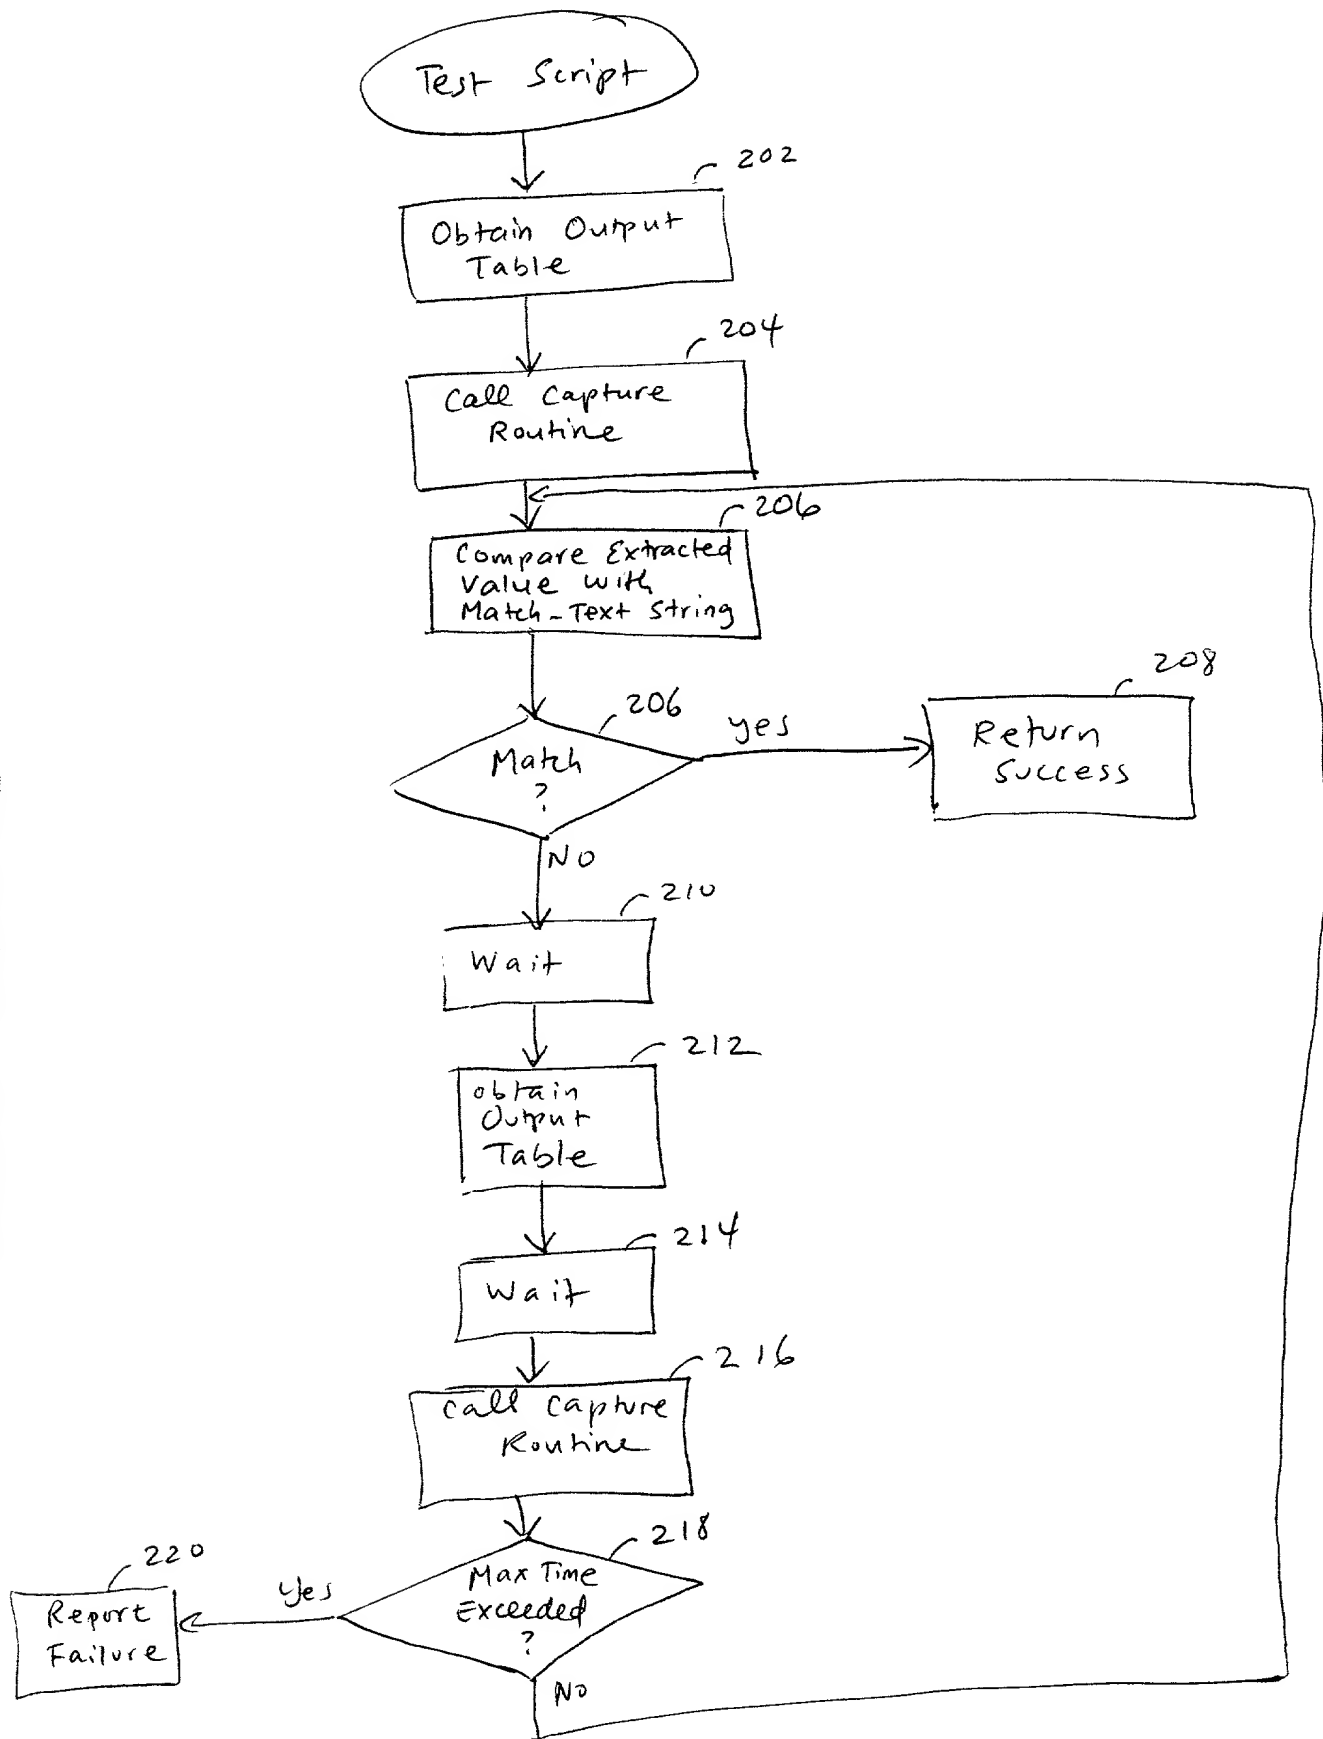 Test Script
202
Obtain Output
Table
204
Call Capture
Routine
206
Compare Extracted
Value with
Match-Text String
206
Match
?
yes
208
Return
Success
NO
210
Wait
212
obtain
Output
Table
214
Wait
216
Call Capture
Routine
218
Max Time
Exceeded
?
yes
220
Report
Failure
NO